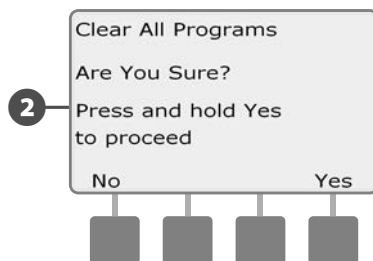 Clear All Programs
Are You Sure?
2
Press and hold Yes
to proceed
No Yes